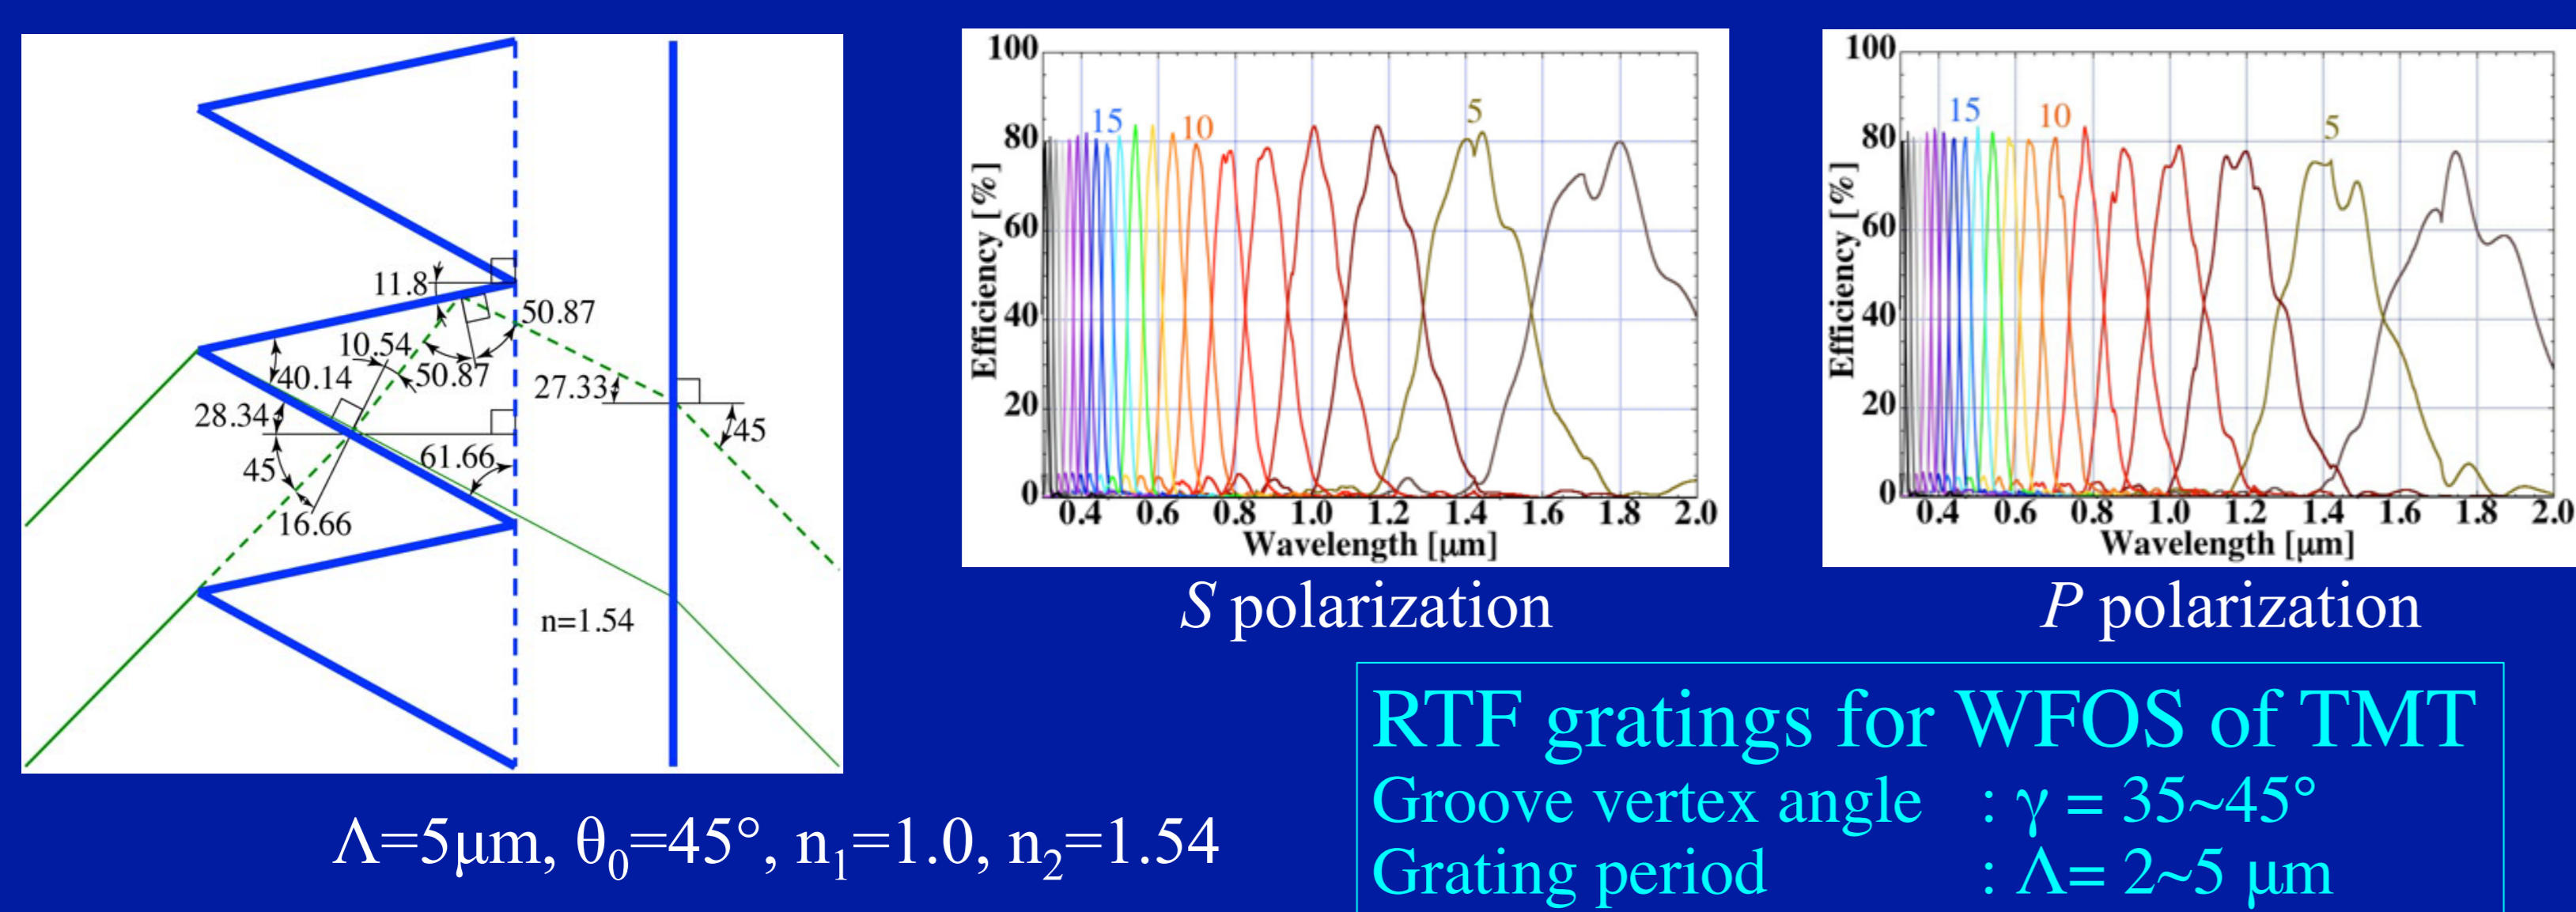 11.8
50.87
10.54
50.87
40.14
27.33
28.34
45
61.66
45
16.66
n=1.54
Λ=5μm, θ₀=45°, n₁=1.0, n₂=1.54
100
80
60
40
20
0
Efficiency [%]
15
10
5
0.4 0.6 0.8 1.0 1.2 1.4 1.6 1.8 2.0
Wavelength [μm]
S polarization
100
80
60
40
20
0
Efficiency [%]
15
10
5
0.4 0.6 0.8 1.0 1.2 1.4 1.6 1.8 2.0
Wavelength [μm]
P polarization
RTF gratings for WFOS of TMT
Groove vertex angle : γ = 35~45°
Grating period : Λ= 2~5 μm